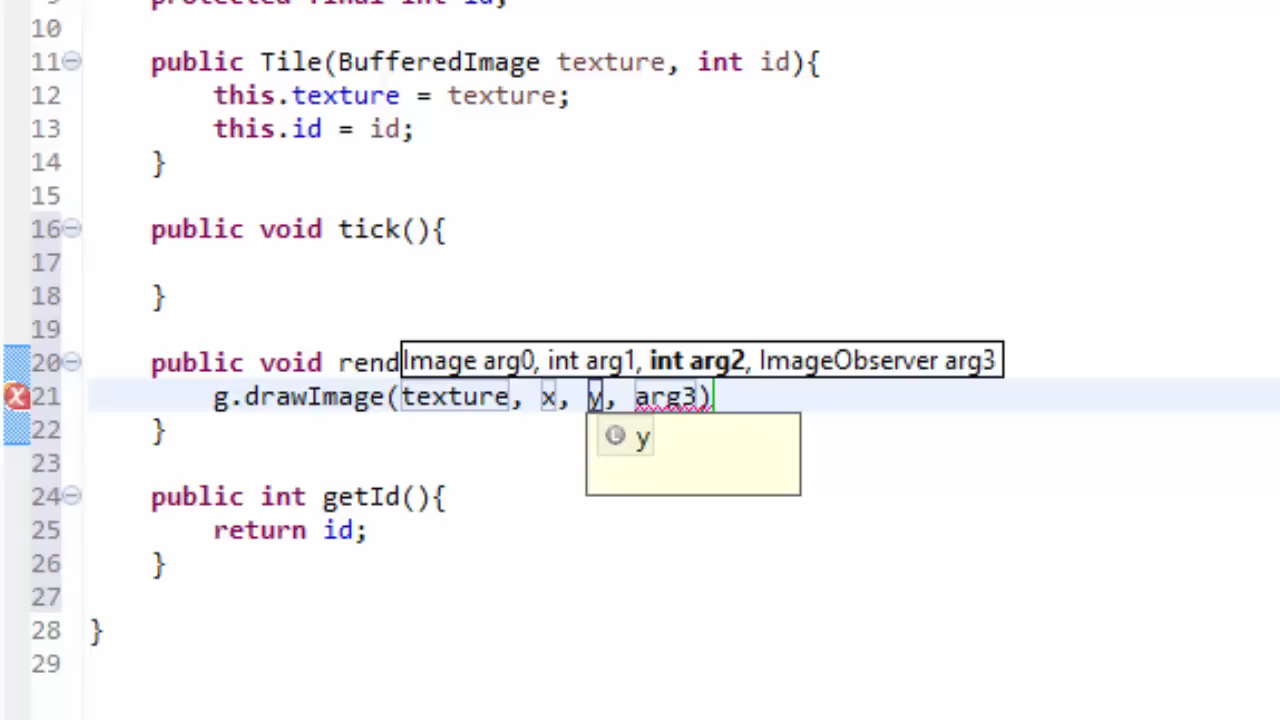 10
11 public Tile(BufferedImage texture, int id){
12 this.texture = texture;
13 this.id = id;
14 }
15
16 public void tick(){
17
18 }
19
20 public void rend
Image arg0, int arg1, int arg2, ImageObserver arg3
21 g.drawImage(texture, x, y, arg3)
y
22 }
23
24 public int getId(){
25 return id;
26 }
27
28 }
29